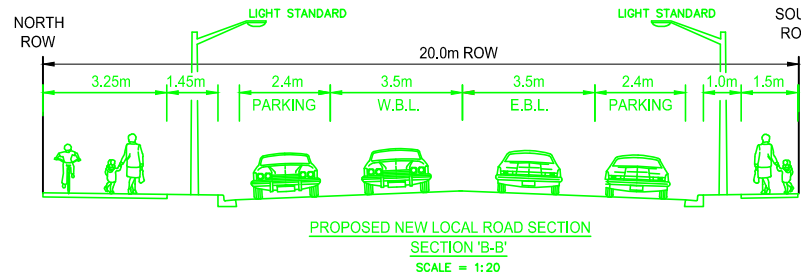 LIGHT STANDARD LIGHT STANDARD
NORTH
ROW
20.0m ROW
3.25m 1.45m 2.4m 3.5m 3.5m 2.4m 1.0m 1.5m
PARKING W.B.L. E.B.L. PARKING
PROPOSED NEW LOCAL ROAD SECTION
SECTION 'B-B'
SCALE = 1:20